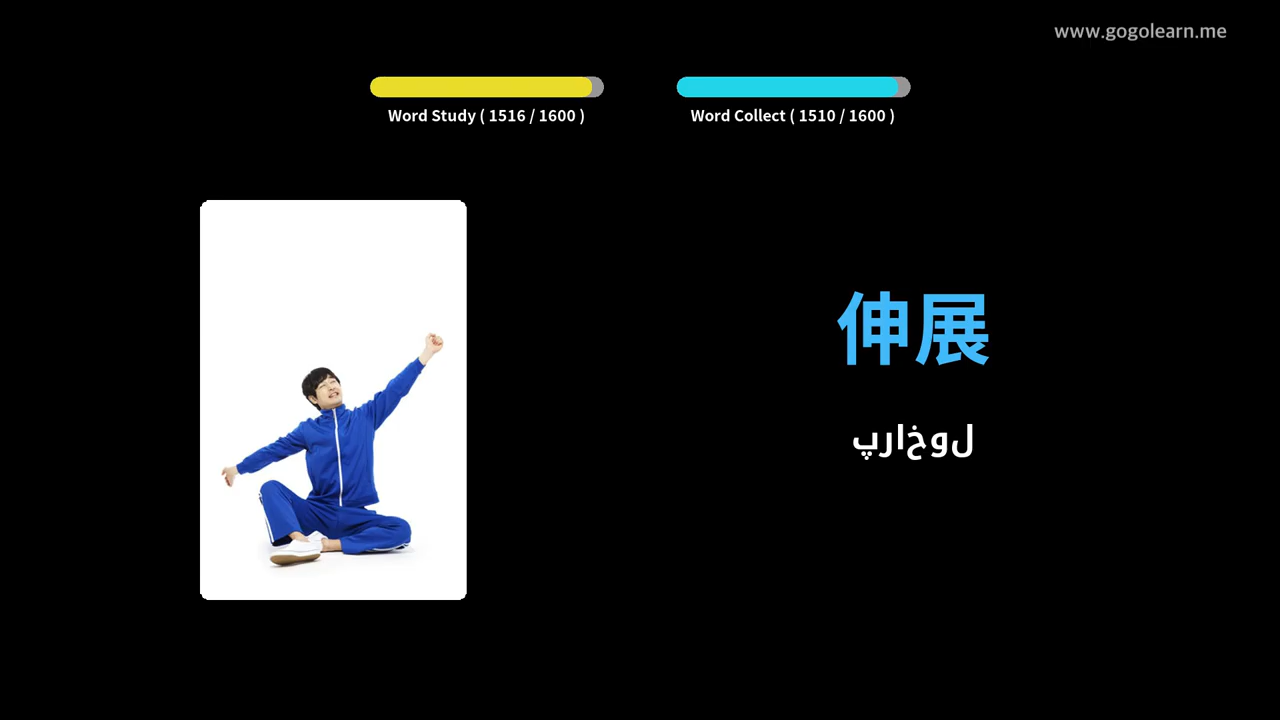 www.gogolearn.me
Word Study ( 1516 / 1600 )
Word Collect ( 1510 / 1600 )
伸展
پراخول